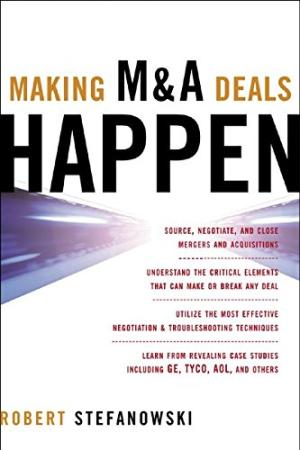 MAKING M&A DEALS
HAPPEN
SOURCE, NEGOTIATE, AND CLOSE
MERGERS AND ACQUISITIONS
UNDERSTAND THE CRITICAL ELEMENTS
THAT CAN MAKE OR BREAK ANY DEAL
UTILIZE THE MOST EFFECTIVE
NEGOTIATION & TROUBLESHOOTING TECHNIQUES
LEARN FROM REVEALING CASE STUDIES
INCLUDING GE, TYCO, AOL, AND OTHERS
ROBERT STEFANOWSKI